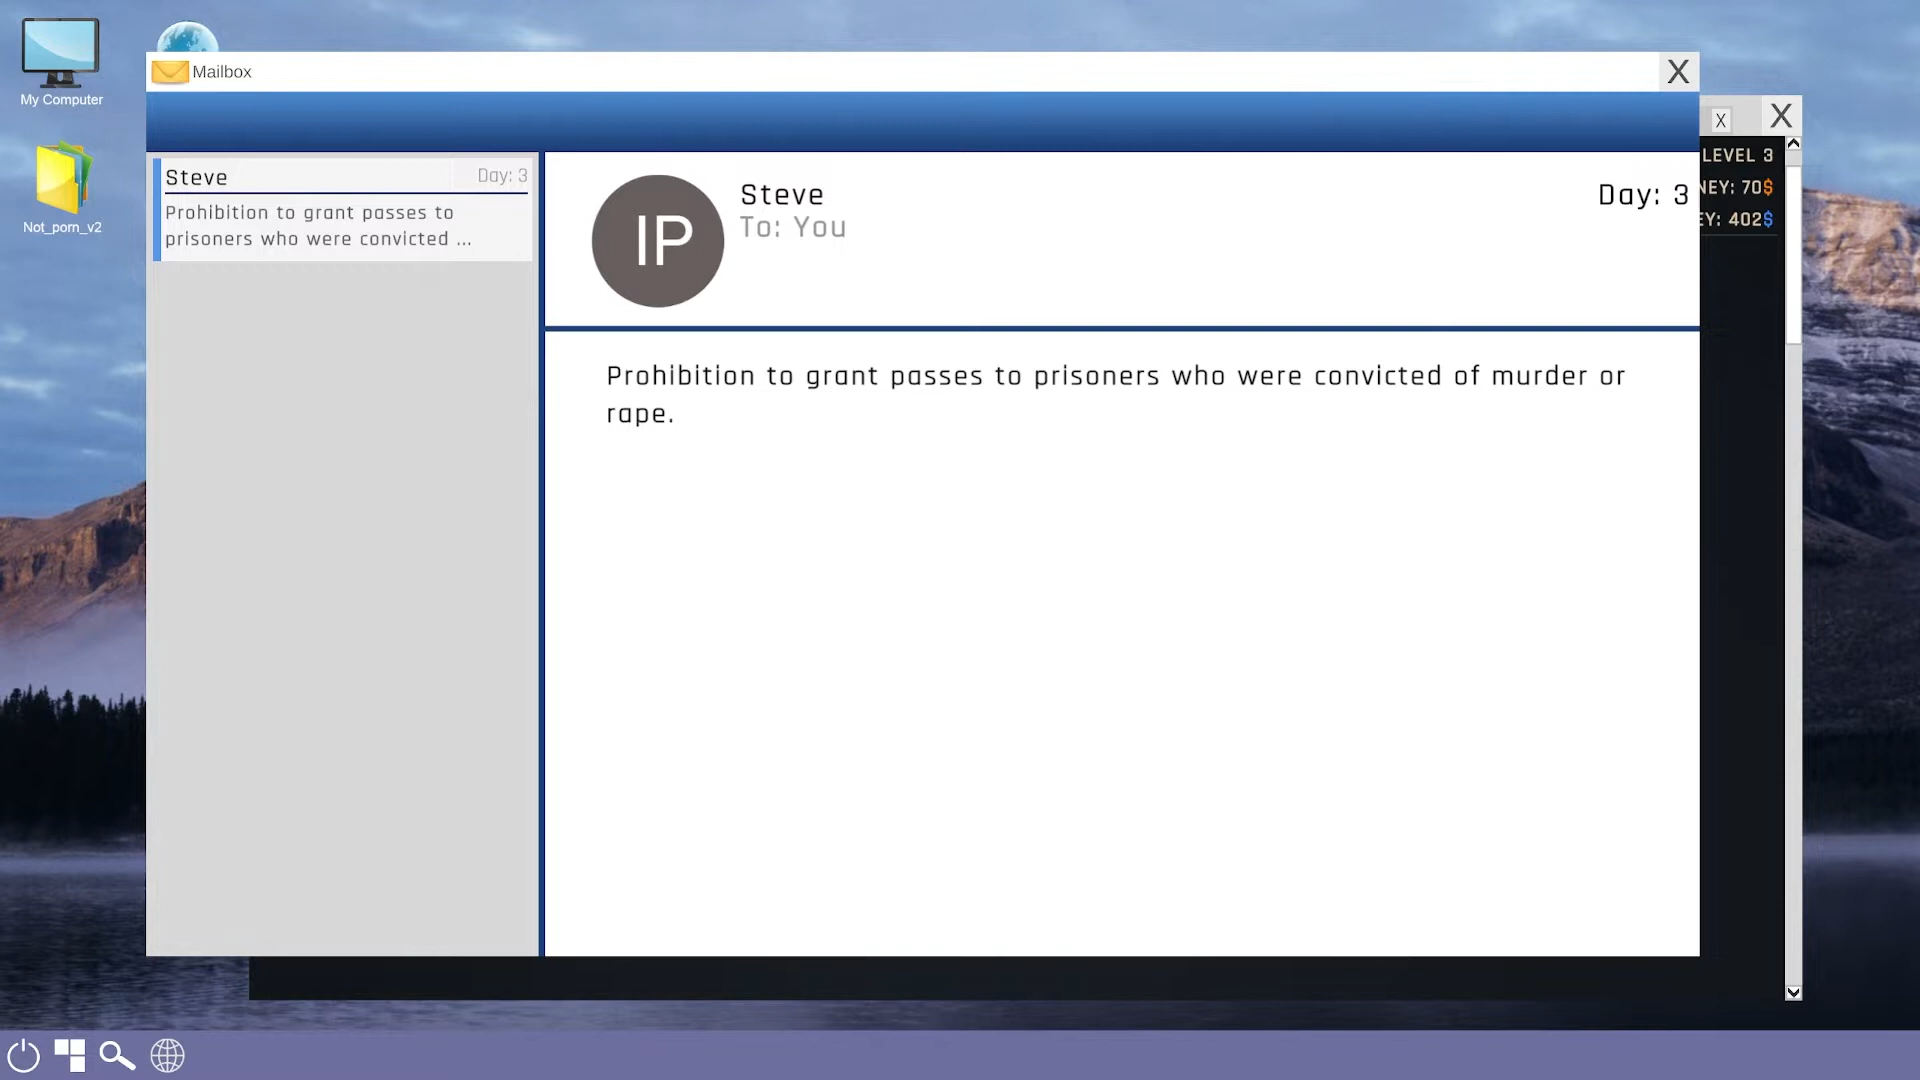 My Computer
Not_porn_v2
Mailbox
X
X
X
LEVEL 3
NEY: 70$
EY: 402$
Steve
Day: 3
Prohibition to grant passes to
prisoners who were convicted ...
IP
Steve
To: You
Day: 3
Prohibition to grant passes to prisoners who were convicted of murder or
rape.